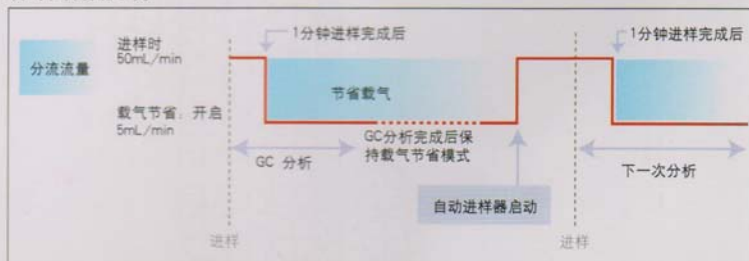 分流流量
进样时
50mL/min
载气节省：开启
5mL/min
1分钟进样完成后
节省载气
GC 分析
GC分析完成后保
持载气节省模式
自动进样器启动
进样
1分钟进样完成后
下一次分析
进样